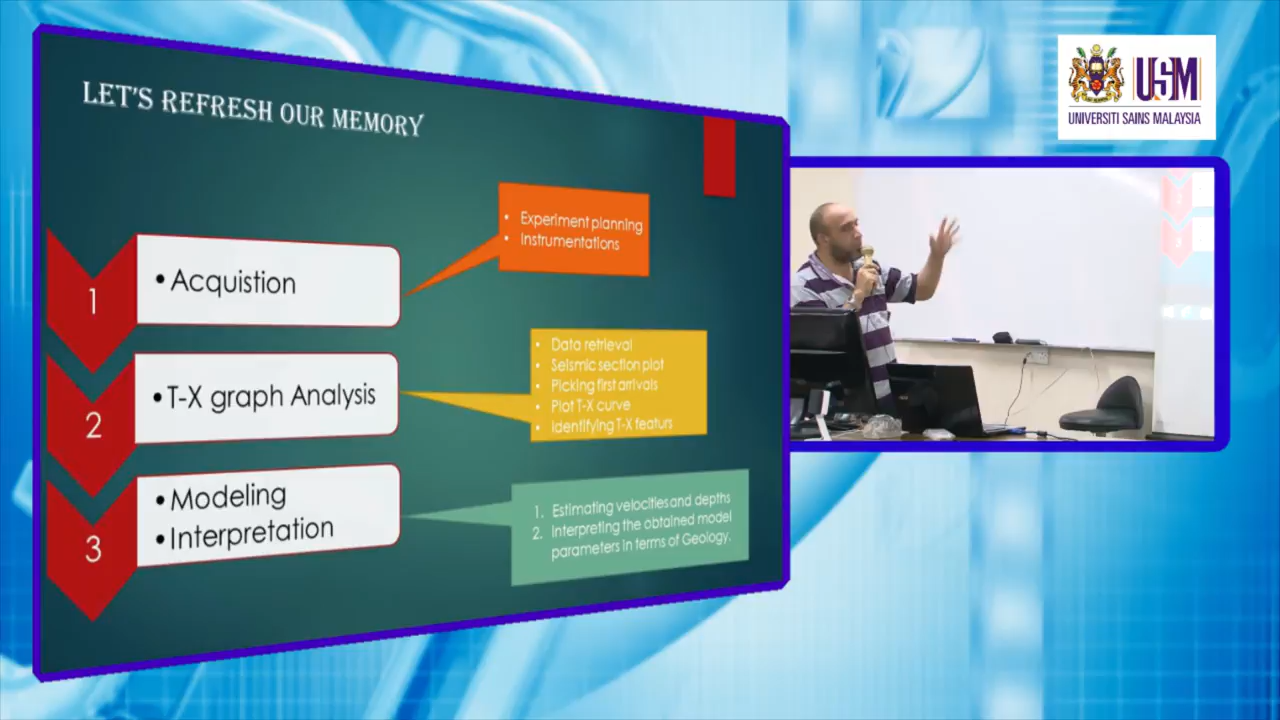 LET'S REFRESH OUR MEMORY
1
• Acquistion
• Experiment planning
• Instrumentations
2
• T-X graph Analysis
• Data retrieval
• Seismic section plot
• Picking first arrivals
• Plot T-X curve
• Identifying T-X featurs
3
• Modeling
• Interpretation
1. Estimating velocities and depths
2. Interpreting the obtained model
parameters in terms of Geology.
USM
UNIVERSITI SAINS MALAYSIA